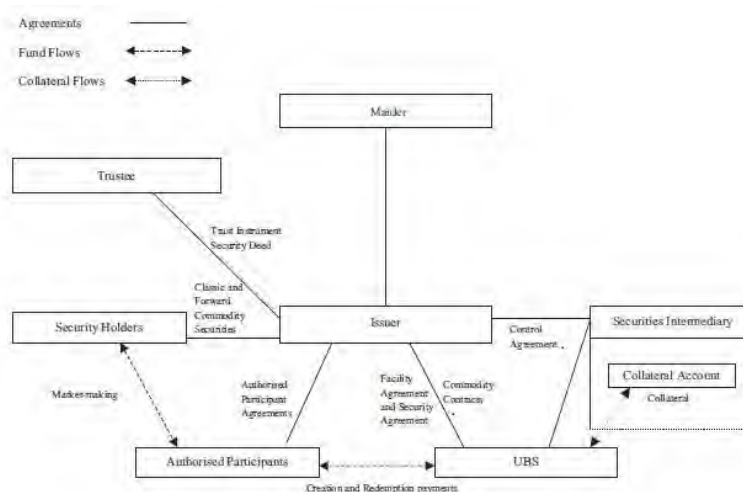 Agreements
Fund Flows
Collateral Flows
Manler
Trustee
Trust Instrument
Security Deed
Classic and
Forward
Commodity
Securities
Security Holders
Issuer
Control
Agreement
Securities Intermediary
Collateral Account
Collateral
Market-making
Authorised
Participant
Agreements
Facility
Agreement
and Security
Agreement
Commodity
Contracts
Authorised Participants
UBS
Creation and Redemption payments